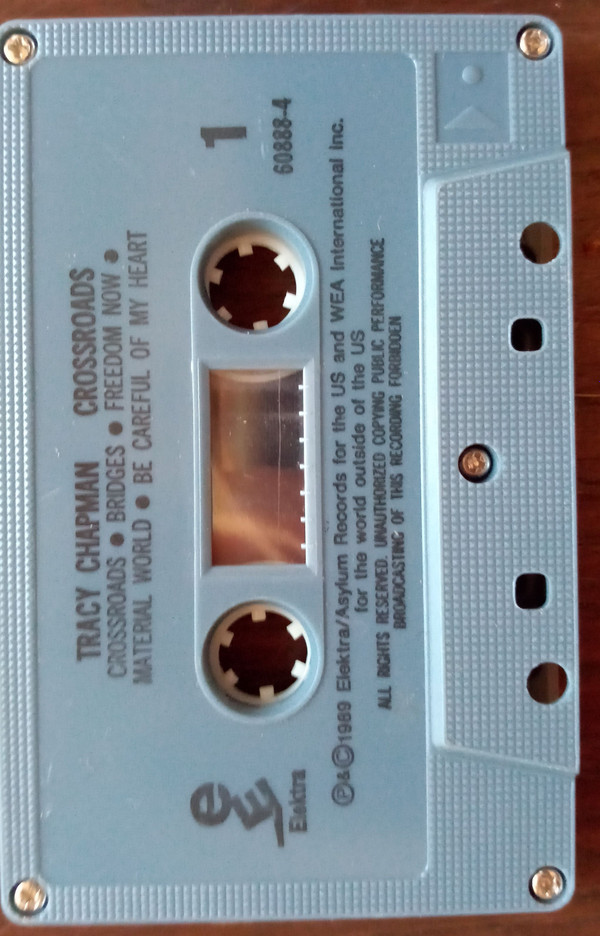 TRACY CHAPMAN CROSSROADS
CROSSROADS ● BRIDGES ● FREEDOM NOW ●
MATERIAL WORLD ● BE CAREFUL OF MY HEART
1
60888-4
e
E
Elektra
Ⓟ&©1989 Elektra/Asylum Records for the US and WEA International Inc.
for the world outside of the US
ALL RIGHTS RESERVED. UNAUTHORIZED COPYING PUBLIC PERFORMANCE
BROADCASTING OF THIS RECORDING FORBIDDEN